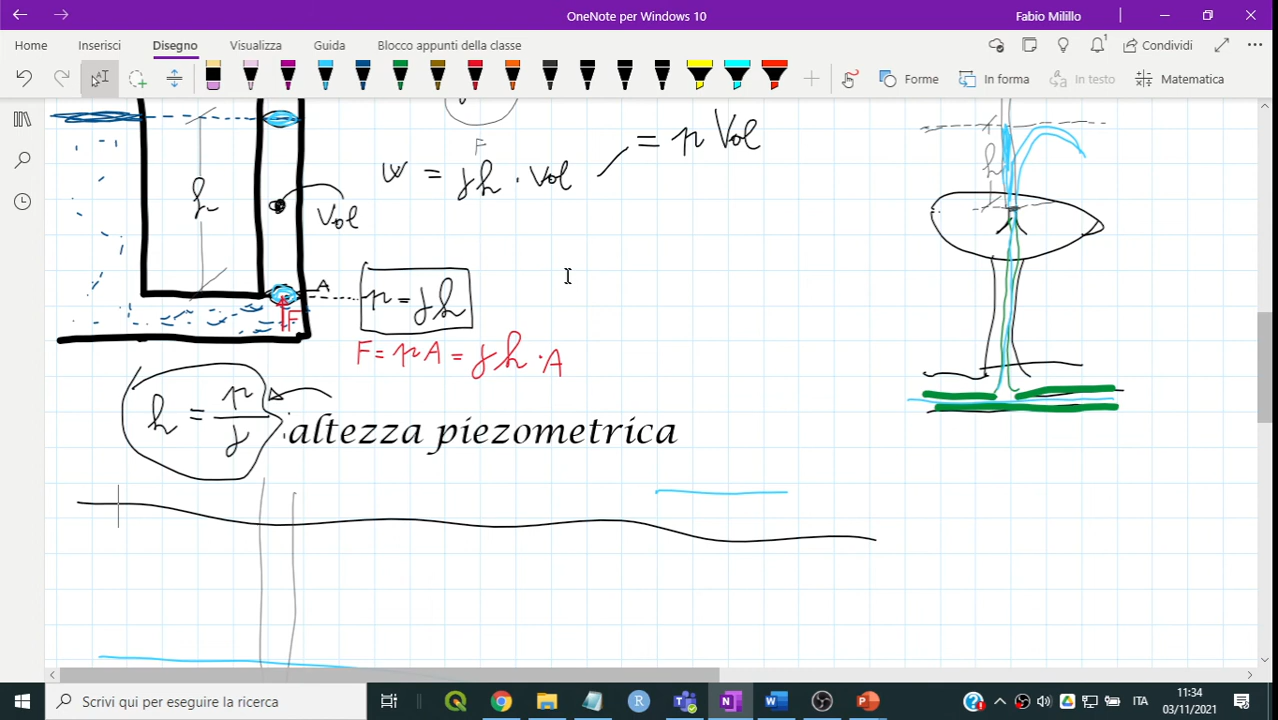 OneNote per Windows 10
Fabio Milillo
Home Inserisci Disegno Visualizza Guida Blocco appunti della classe
Condividi
Forme In forma In testo Matematica
F
W = γh · Vol = p Vol
h
Vol
h
A
F
p = γh
F = pA = γh · A
h = p/γ : altezza piezometrica
Scrivi qui per eseguire la ricerca
ITA
11:34
03/11/2021